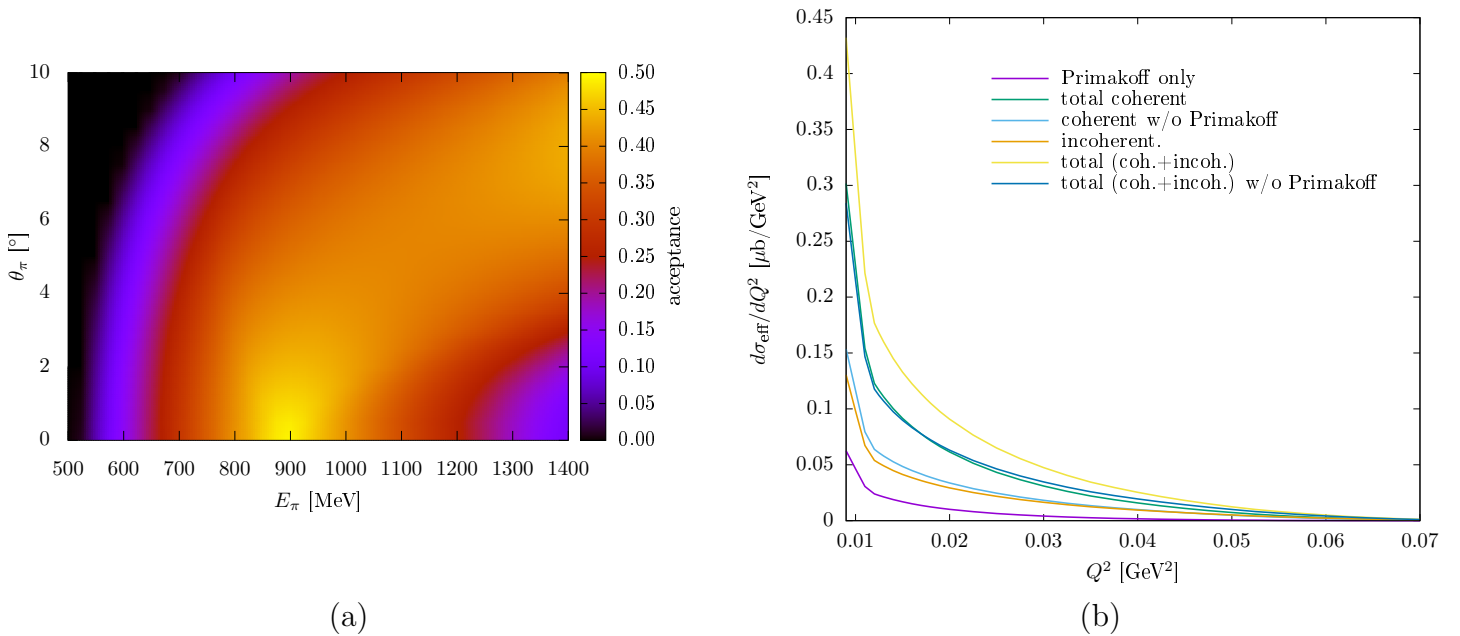 10
8
6
4
2
0
θπ [°]
500 600 700 800 900 1000 1100 1200 1300 1400
Eπ [MeV]
0.50
0.45
0.40
0.35
0.30
0.25
0.20
0.15
0.10
0.05
0.00
acceptance
(a)
0.45
0.4
0.35
0.3
0.25
0.2
0.15
0.1
0.05
0
dσeff/dQ² [μb/GeV²]
Primakoff only
total coherent
coherent w/o Primakoff
incoherent.
total (coh.+incoh.)
total (coh.+incoh.) w/o Primakoff
0.01 0.02 0.03 0.04 0.05 0.06 0.07
Q² [GeV²]
(b)